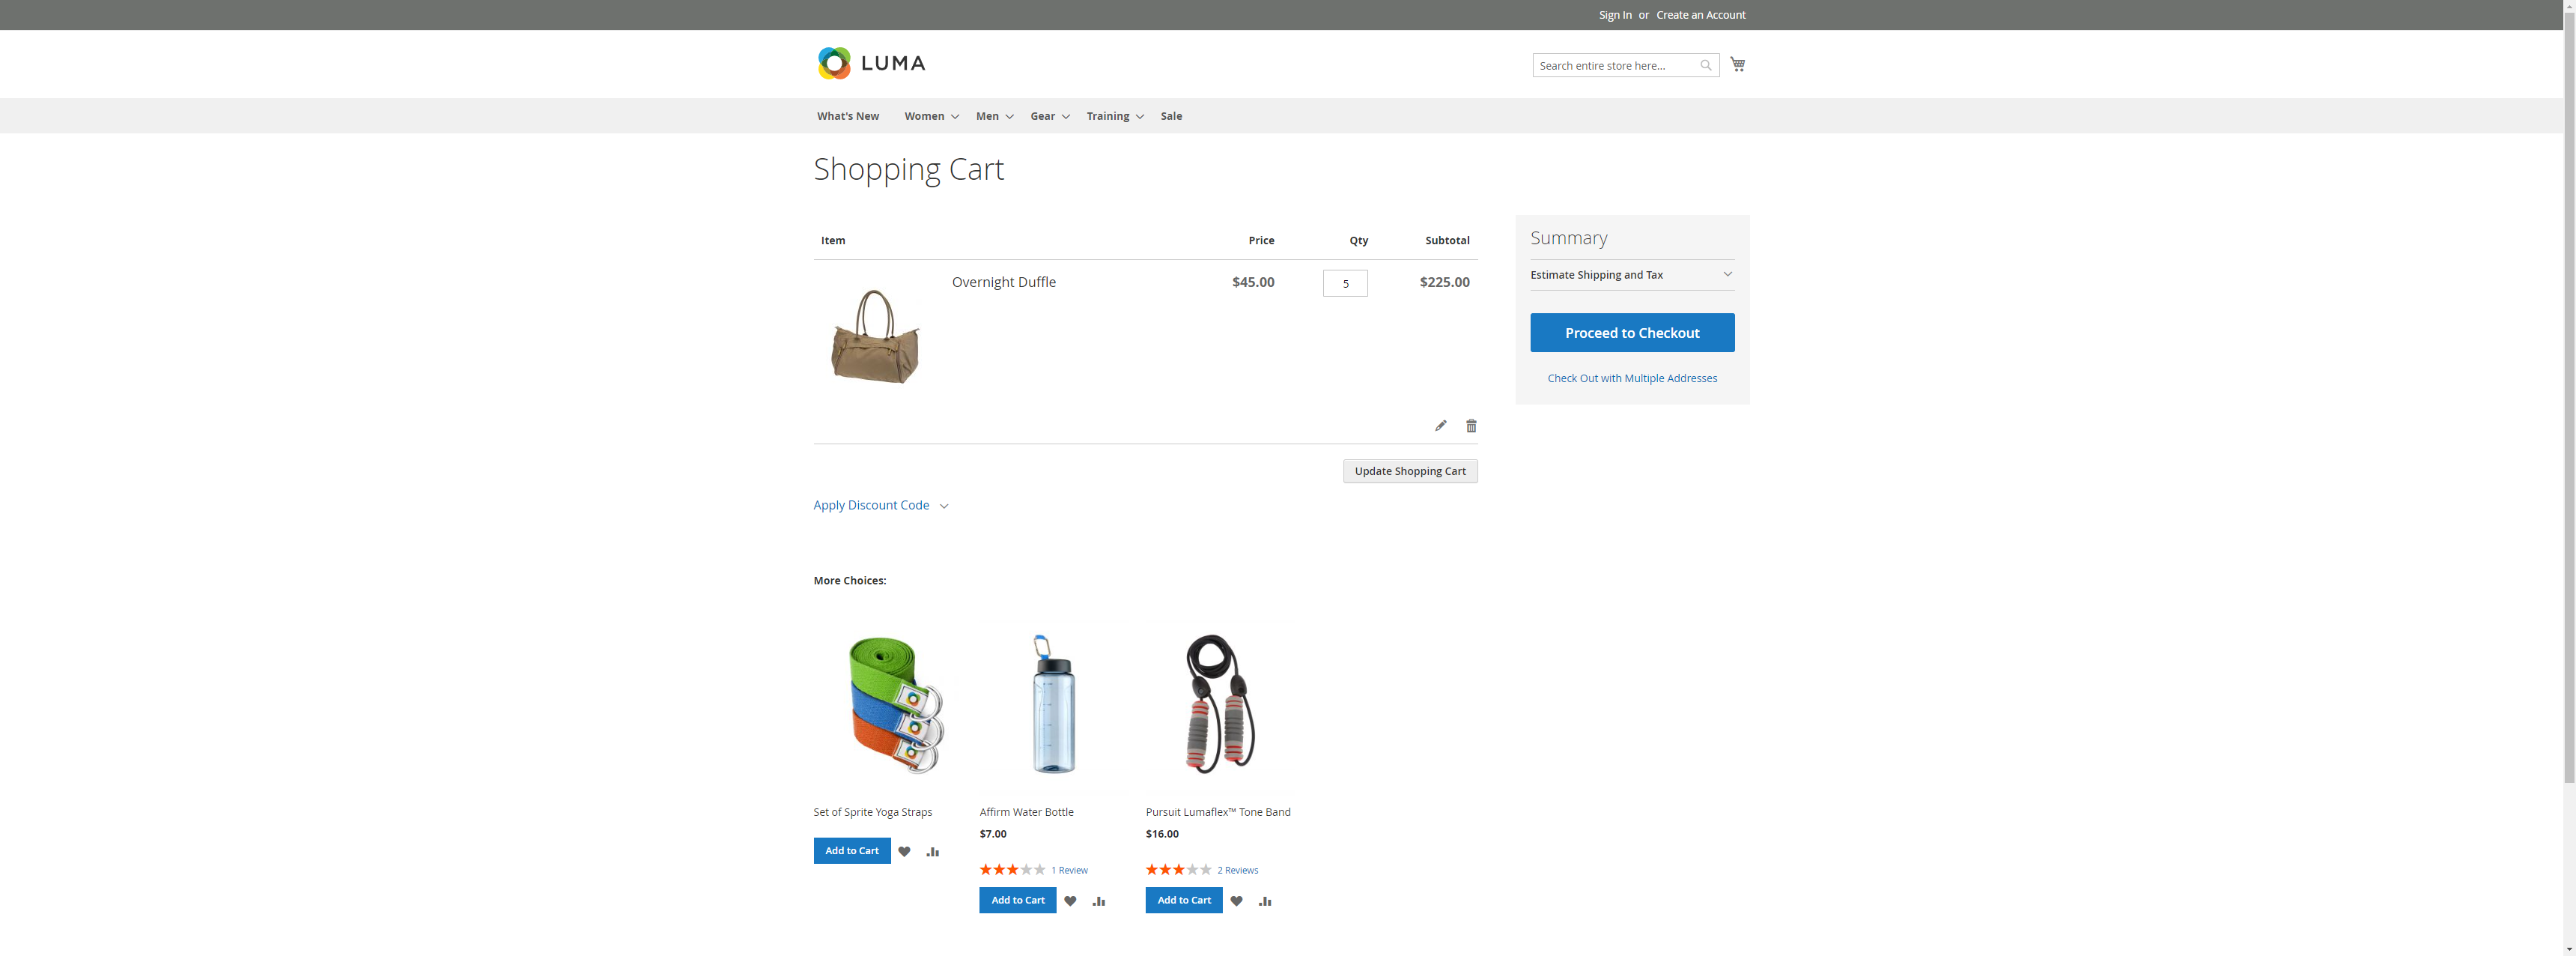 Sign In or Create an Account
LUMA
Search entire store here...
What's New Women Men Gear Training Sale
Shopping Cart
Item Price Qty Subtotal
Overnight Duffle $45.00 5 $225.00
Summary
Estimate Shipping and Tax
Proceed to Checkout
Check Out with Multiple Addresses
Update Shopping Cart
Apply Discount Code
More Choices:
Set of Sprite Yoga Straps
Add to Cart
Affirm Water Bottle
$7.00
1 Review
Add to Cart
Pursuit Lumaflex™ Tone Band
$16.00
2 Reviews
Add to Cart